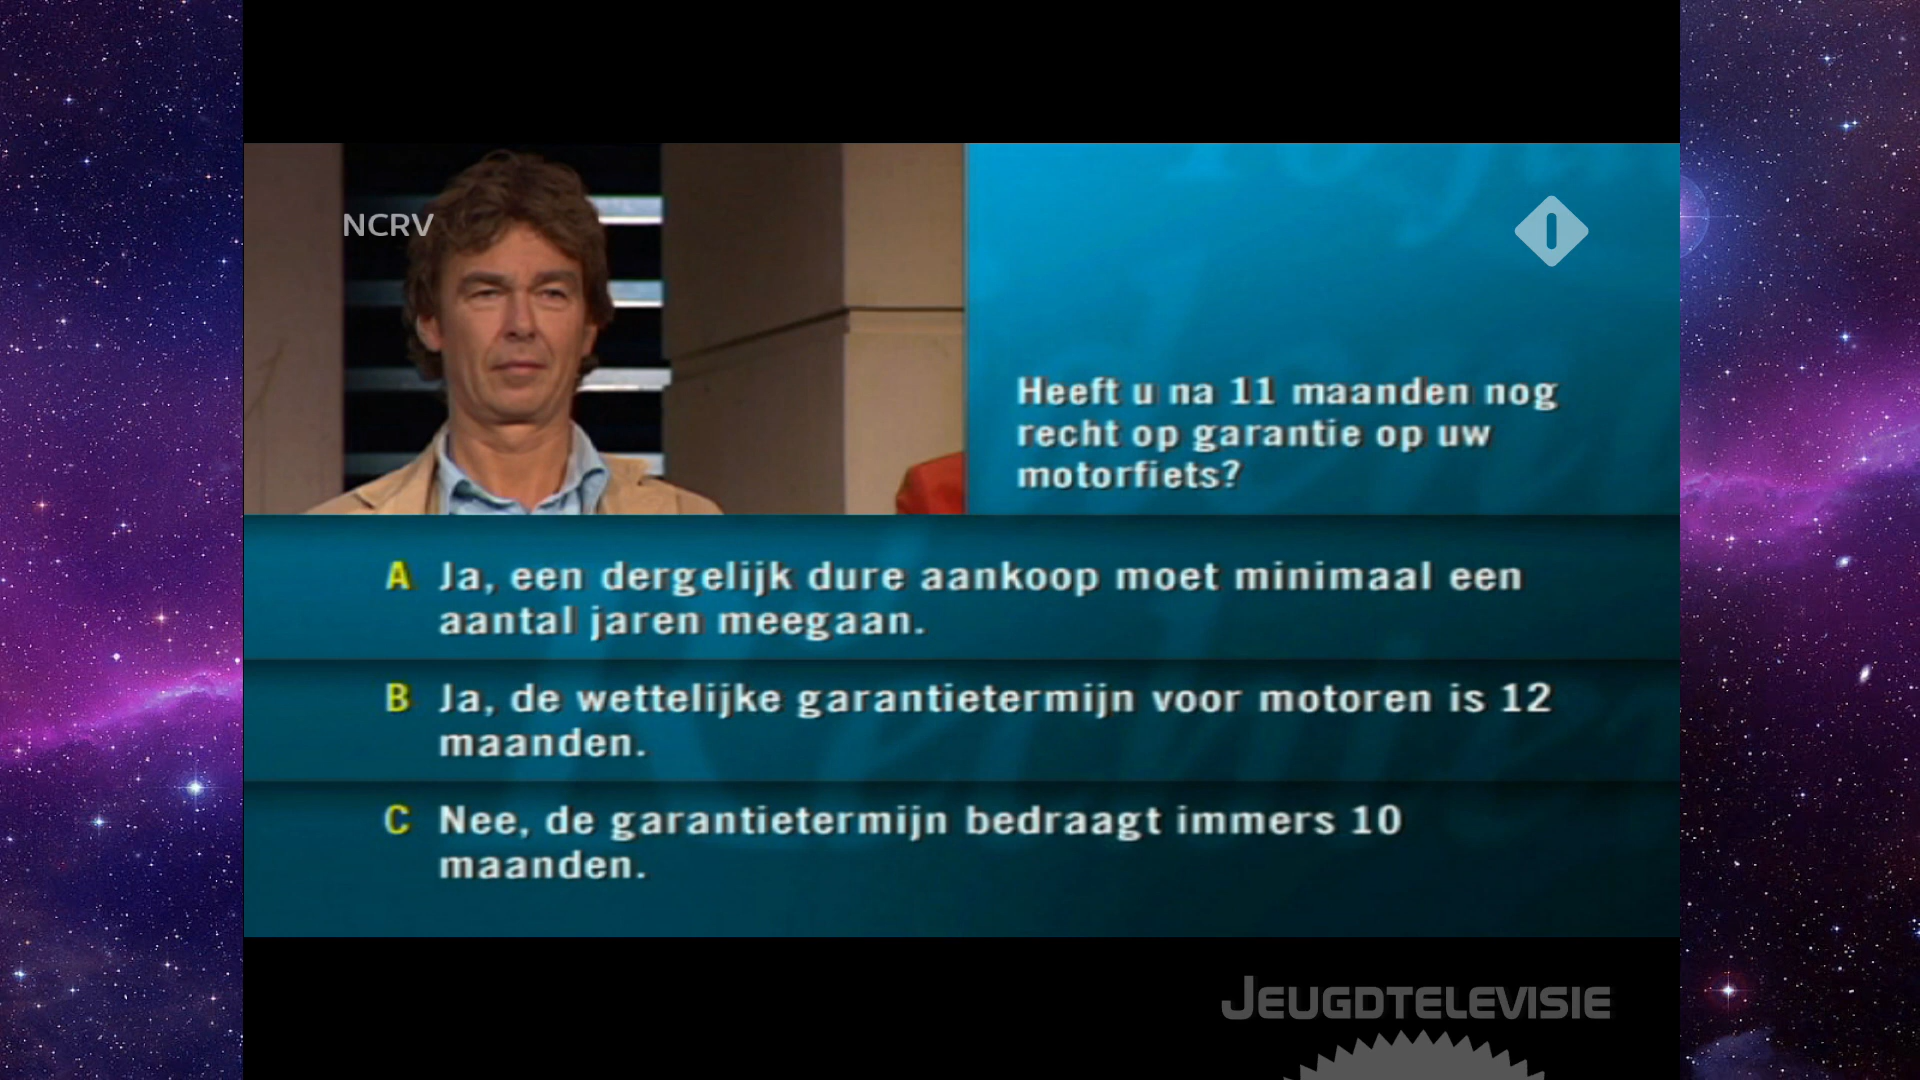 NCRV
Heeft u na 11 maanden nog
recht op garantie op uw
motorfiets?
A Ja, een dergelijk dure aankoop moet minimaal een
aantal jaren meegaan.
B Ja, de wettelijke garantietermijn voor motoren is 12
maanden.
C Nee, de garantietermijn bedraagt immers 10
maanden.
JEUGDTELEVISIE